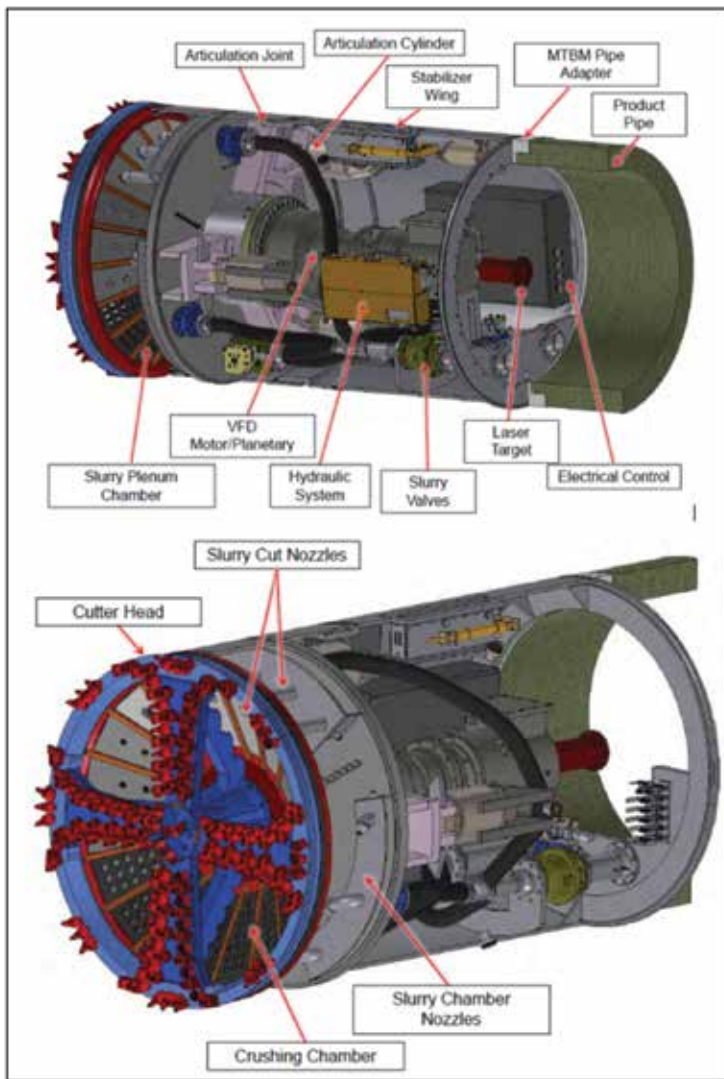 Articulation Cylinder
Articulation Joint
Stabilizer
Wing
MTBM Pipe
Adapter
Product
Pipe
VFD
Motor/Planetary
Slurry Plenum
Chamber
Hydraulic
System
Slurry
Valves
Laser
Target
Electrical Control
Slurry Cut Nozzles
Cutter Head
Slurry Chamber
Nozzles
Crushing Chamber